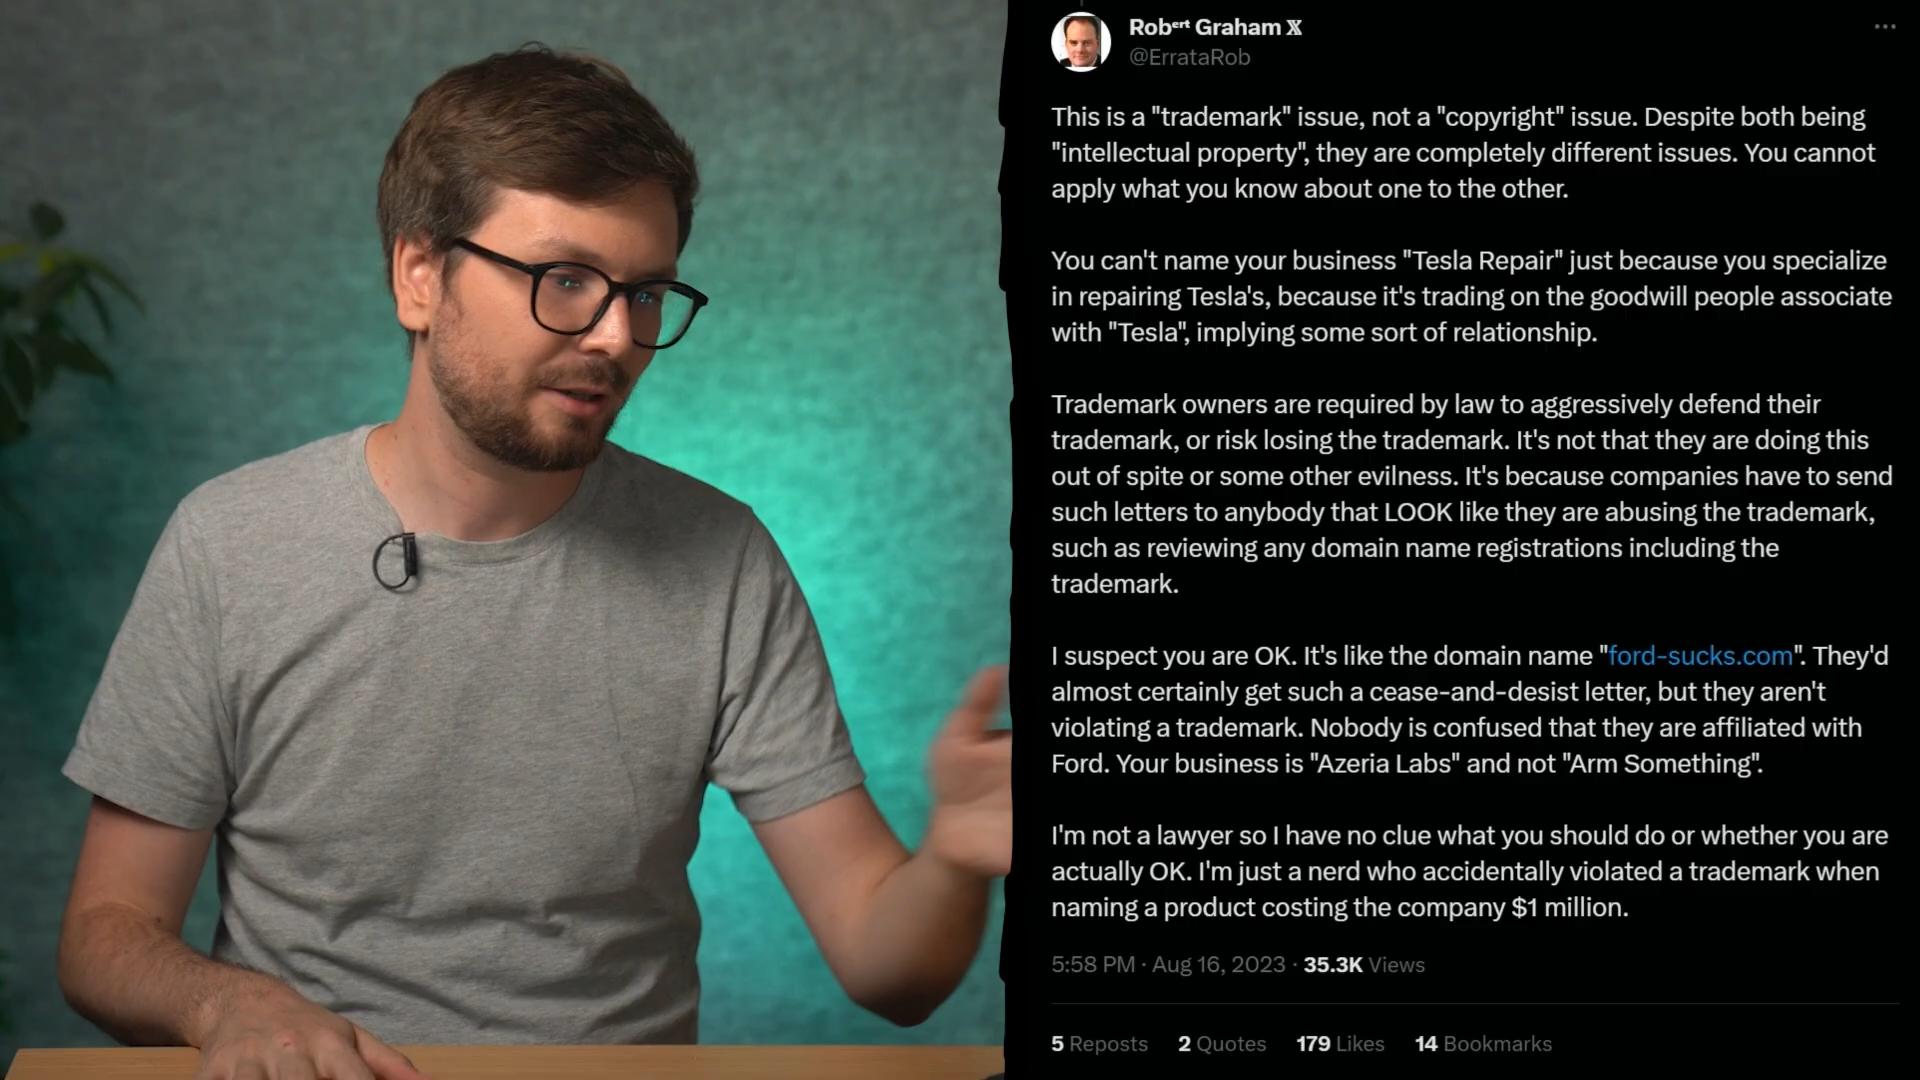 Robᵉʳᵗ Graham 𝕏
@ErrataRob
This is a "trademark" issue, not a "copyright" issue. Despite both being
"intellectual property", they are completely different issues. You cannot
apply what you know about one to the other.
You can't name your business "Tesla Repair" just because you specialize
in repairing Tesla's, because it's trading on the goodwill people associate
with "Tesla", implying some sort of relationship.
Trademark owners are required by law to aggressively defend their
trademark, or risk losing the trademark. It's not that they are doing this
out of spite or some other evilness. It's because companies have to send
such letters to anybody that LOOK like they are abusing the trademark,
such as reviewing any domain name registrations including the
trademark.
I suspect you are OK. It's like the domain name "ford-sucks.com". They'd
almost certainly get such a cease-and-desist letter, but they aren't
violating a trademark. Nobody is confused that they are affiliated with
Ford. Your business is "Azeria Labs" and not "Arm Something".
I'm not a lawyer so I have no clue what you should do or whether you are
actually OK. I'm just a nerd who accidentally violated a trademark when
naming a product costing the company $1 million.
5:58 PM · Aug 16, 2023 · 35.3K Views
5 Reposts 2 Quotes 179 Likes 14 Bookmarks